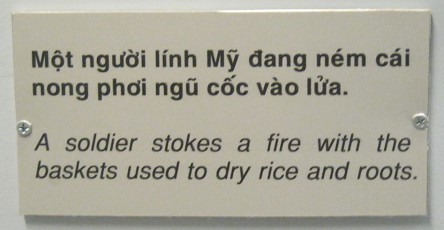 Một người lính Mỹ đang ném cái
nong phơi ngũ cốc vào lửa.
A soldier stokes a fire with the
baskets used to dry rice and roots.